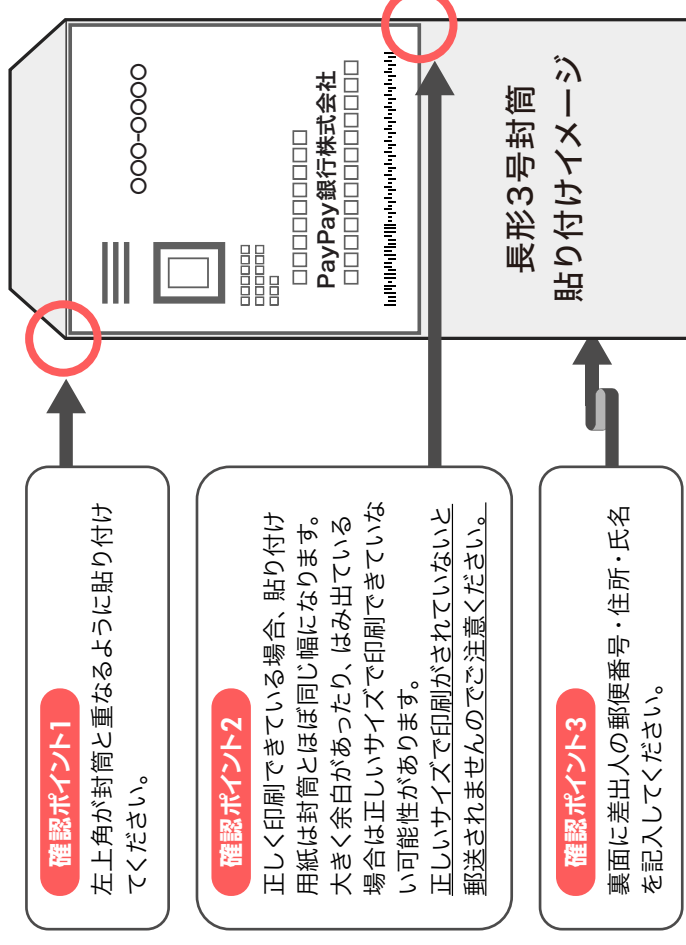 確認ポイント1
左上角が封筒と重なるように貼り付け
てください。
確認ポイント2
正しく印刷できている場合、貼り付け
用紙は封筒とほぼ同じ幅になります。
大きく余白があったり、はみ出ている
場合は正しいサイズで印刷できていな
い可能性があります。
正しいサイズで印刷がされていないと
郵送されませんのでご注意ください。
確認ポイント3
裏面に差出人の郵便番号・住所・氏名
を記入してください。
○○○-○○○○
□□□□□□□□□
PayPay銀行株式会社
□□□□□□□□□□□□□
長形3号封筒
貼り付けイメージ